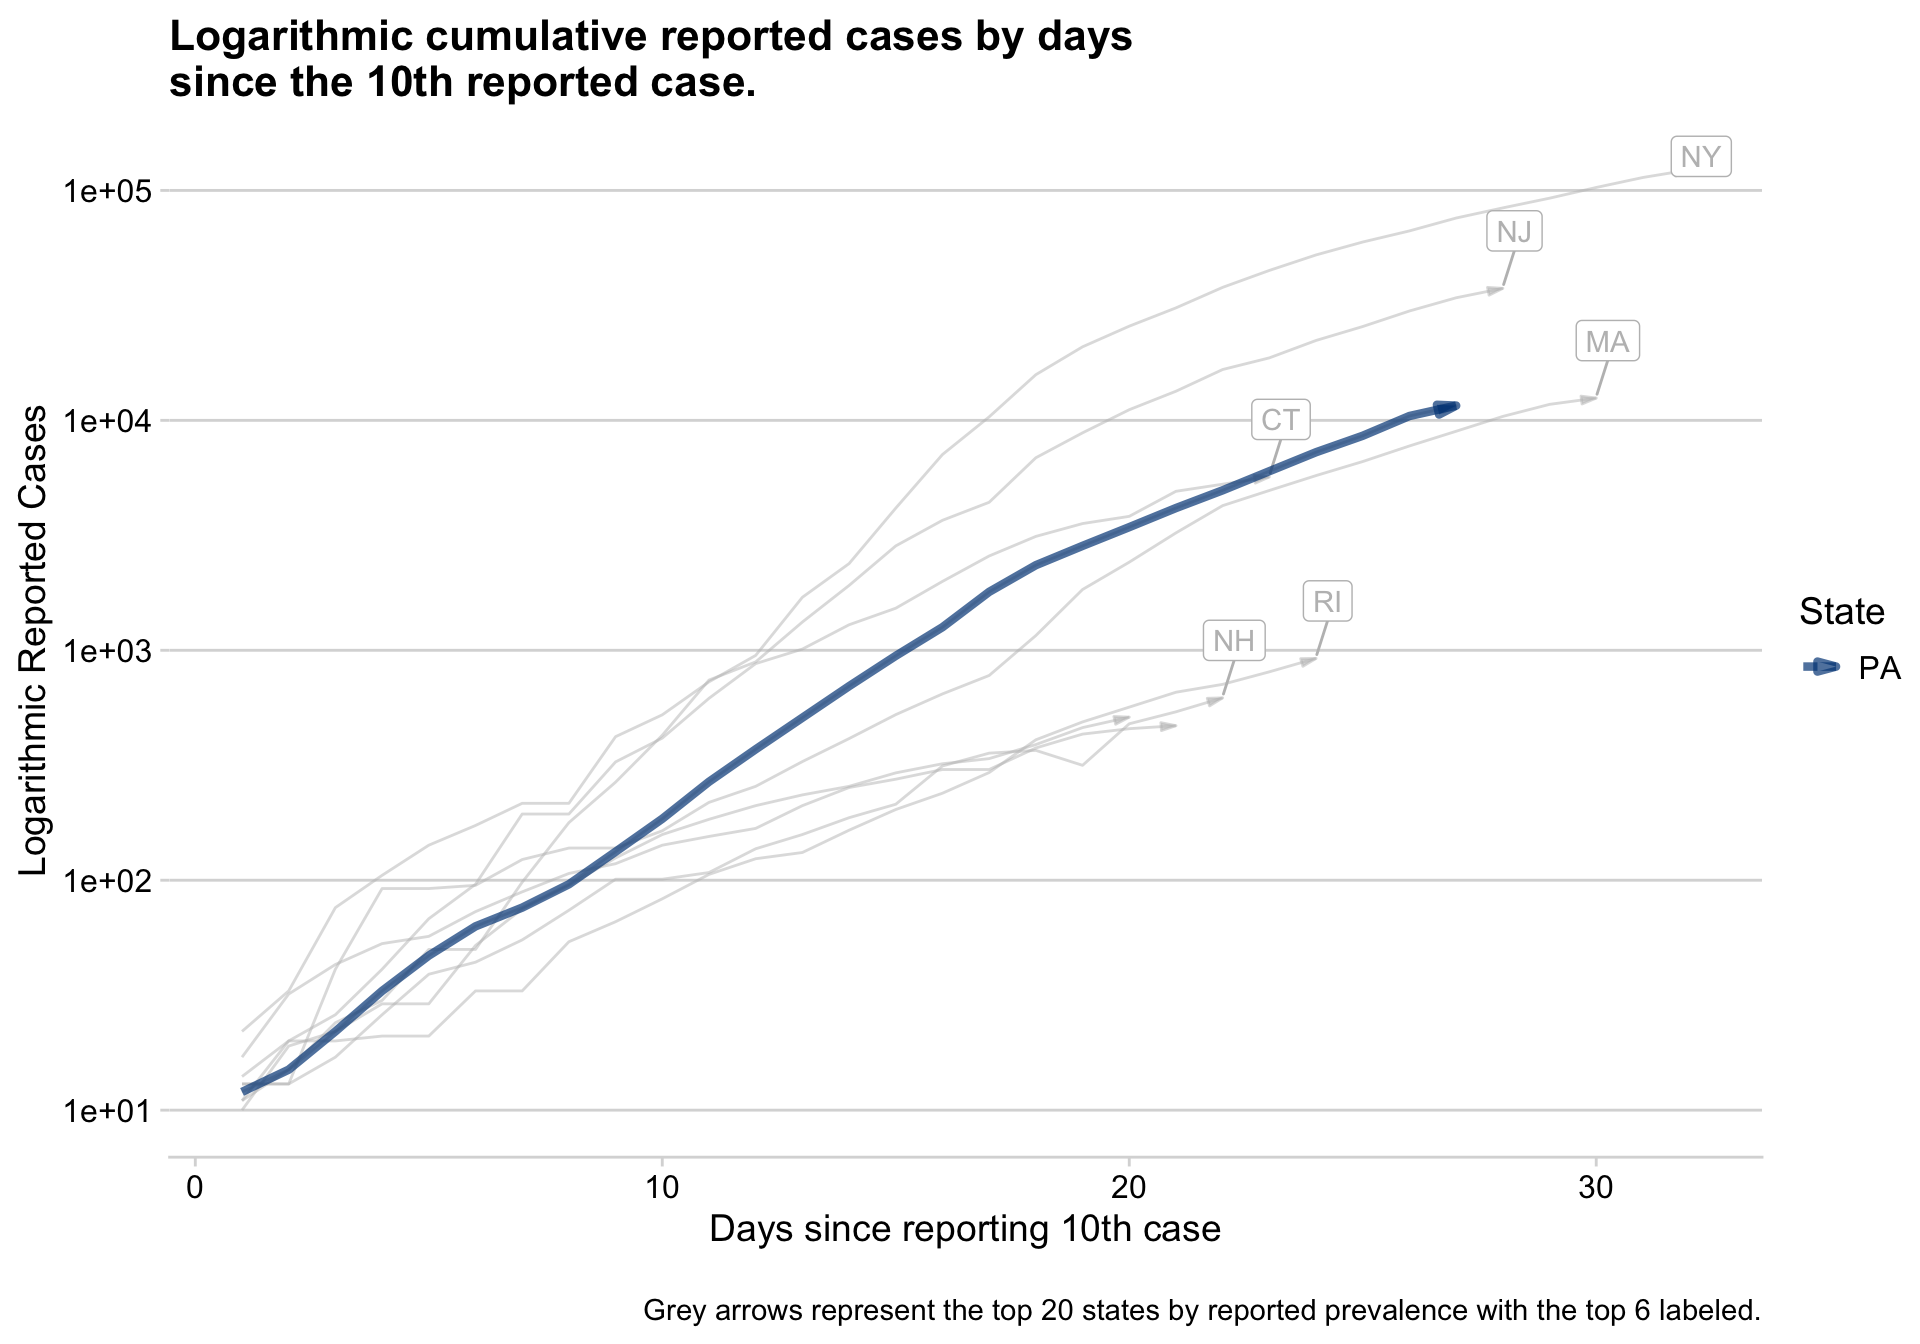 Logarithmic cumulative reported cases by days
since the 10th reported case.
NY
1e+05
NJ
MA
1e+04
CT
Logarithmic Reported Cases
RI
State
NH
1e+03
PA
1e+02
1e+01
0 10 20 30
Days since reporting 10th case
Grey arrows represent the top 20 states by reported prevalence with the top 6 labeled.